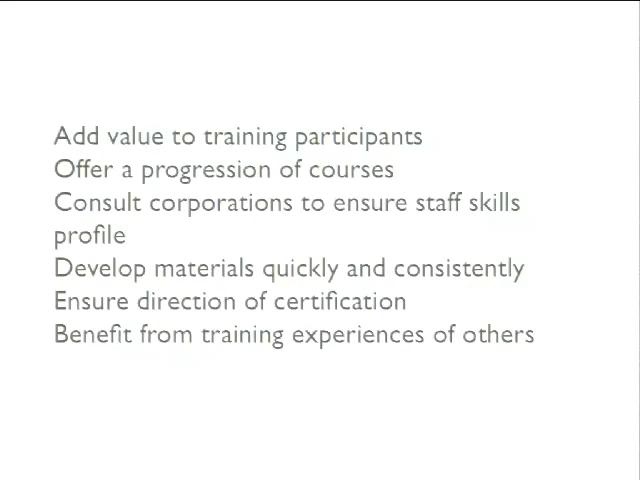 Add value to training participants
Offer a progression of courses
Consult corporations to ensure staff skills
profile
Develop materials quickly and consistently
Ensure direction of certification
Benefit from training experiences of others